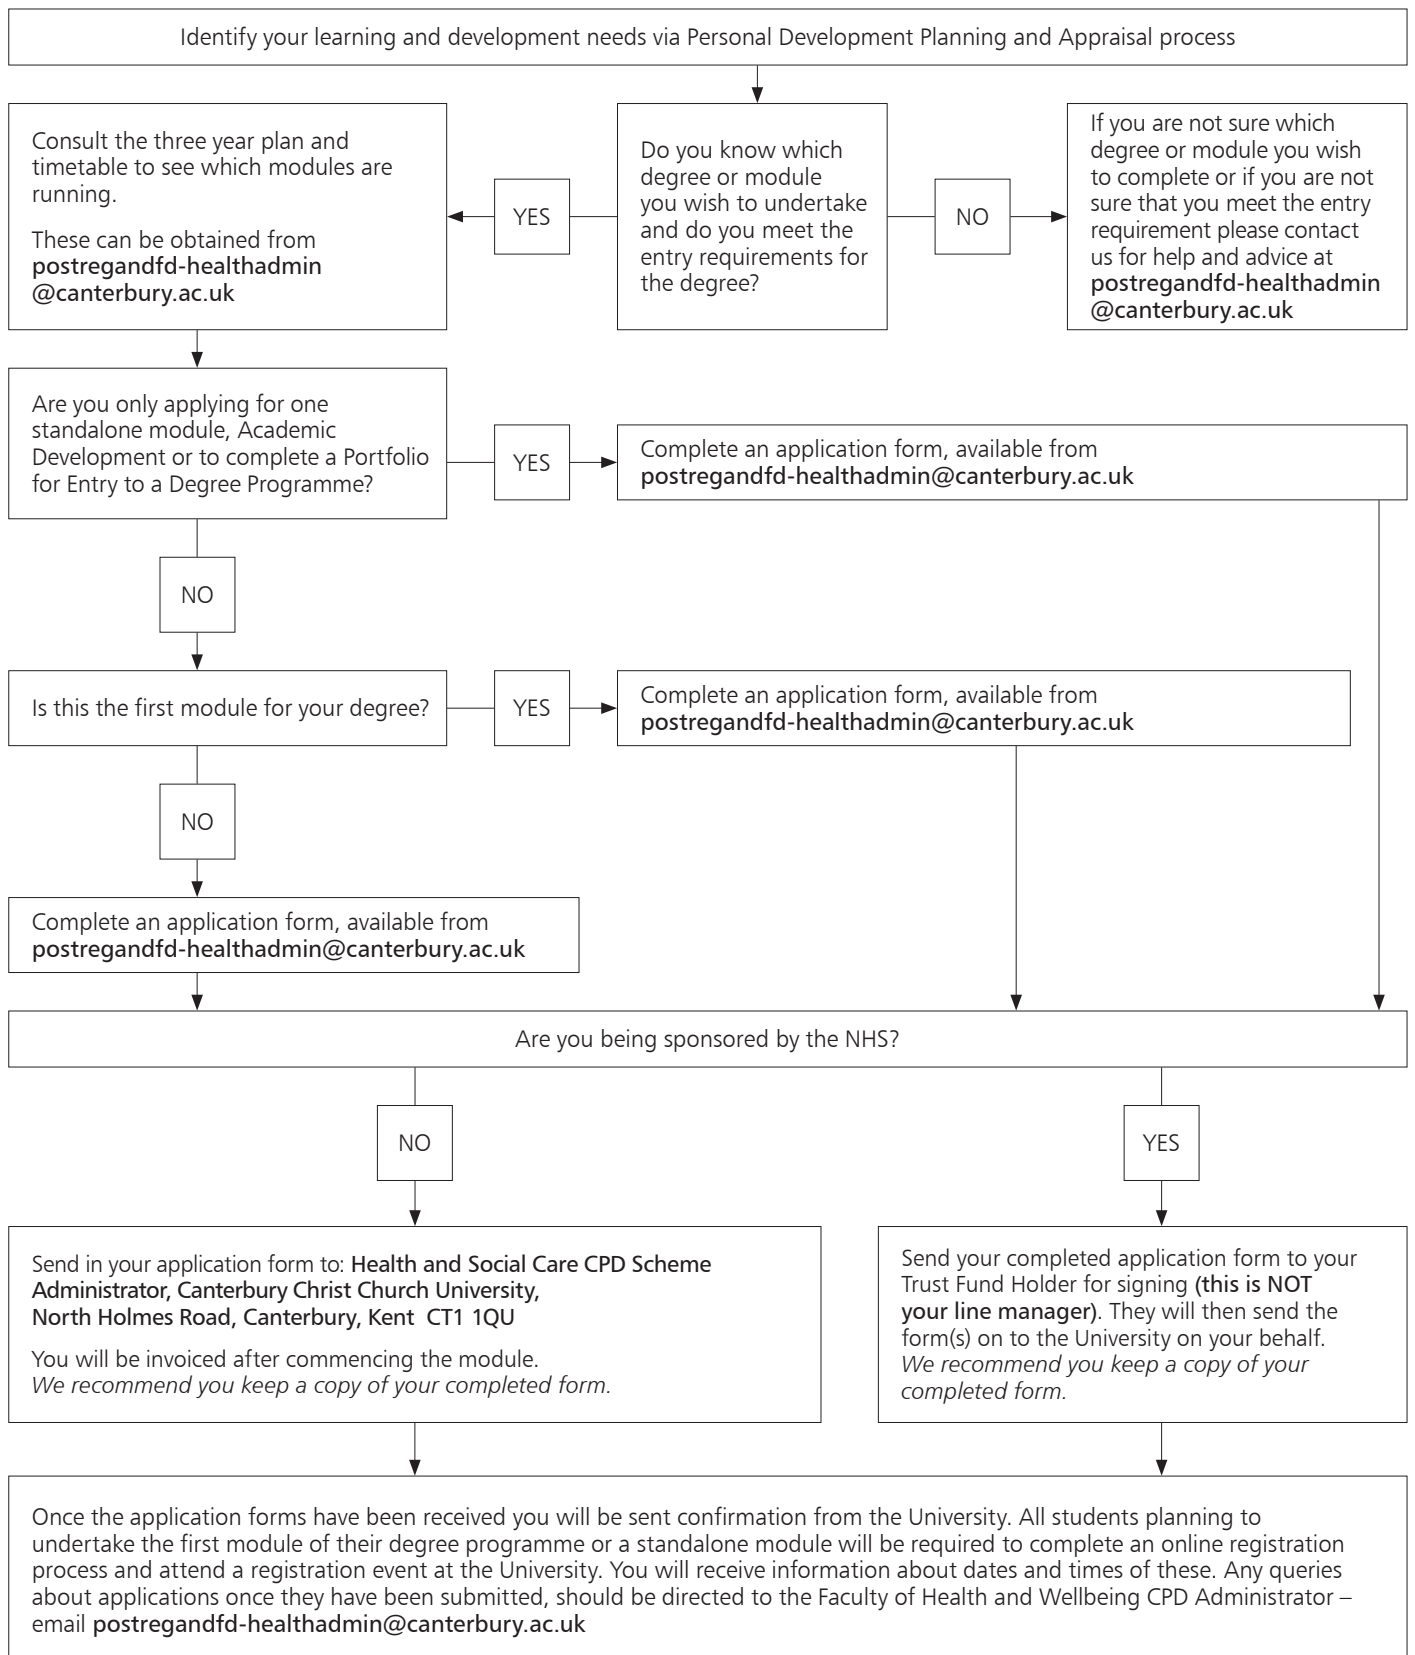 Identify your learning and development needs via Personal Development Planning and Appraisal process
Consult the three year plan and
timetable to see which modules are
running.
These can be obtained from
postregandfd-healthadmin
@canterbury.ac.uk
YES
Do you know which
degree or module
you wish to undertake
and do you meet the
entry requirements for
the degree?
NO
If you are not sure which
degree or module you wish
to complete or if you are not
sure that you meet the entry
requirement please contact
us for help and advice at
postregandfd-healthadmin
@canterbury.ac.uk
Are you only applying for one
standalone module, Academic
Development or to complete a Portfolio
for Entry to a Degree Programme?
YES
Complete an application form, available from
postregandfd-healthadmin@canterbury.ac.uk
NO
Is this the first module for your degree?
YES
Complete an application form, available from
postregandfd-healthadmin@canterbury.ac.uk
NO
Complete an application form, available from
postregandfd-healthadmin@canterbury.ac.uk
Are you being sponsored by the NHS?
NO
YES
Send in your application form to: Health and Social Care CPD Scheme
Administrator, Canterbury Christ Church University,
North Holmes Road, Canterbury, Kent CT1 1QU
You will be invoiced after commencing the module.
We recommend you keep a copy of your completed form.
Send your completed application form to your
Trust Fund Holder for signing (this is NOT
your line manager). They will then send the
form(s) on to the University on your behalf.
We recommend you keep a copy of your
completed form.
Once the application forms have been received you will be sent confirmation from the University. All students planning to
undertake the first module of their degree programme or a standalone module will be required to complete an online registration
process and attend a registration event at the University. You will receive information about dates and times of these. Any queries
about applications once they have been submitted, should be directed to the Faculty of Health and Wellbeing CPD Administrator –
email postregandfd-healthadmin@canterbury.ac.uk